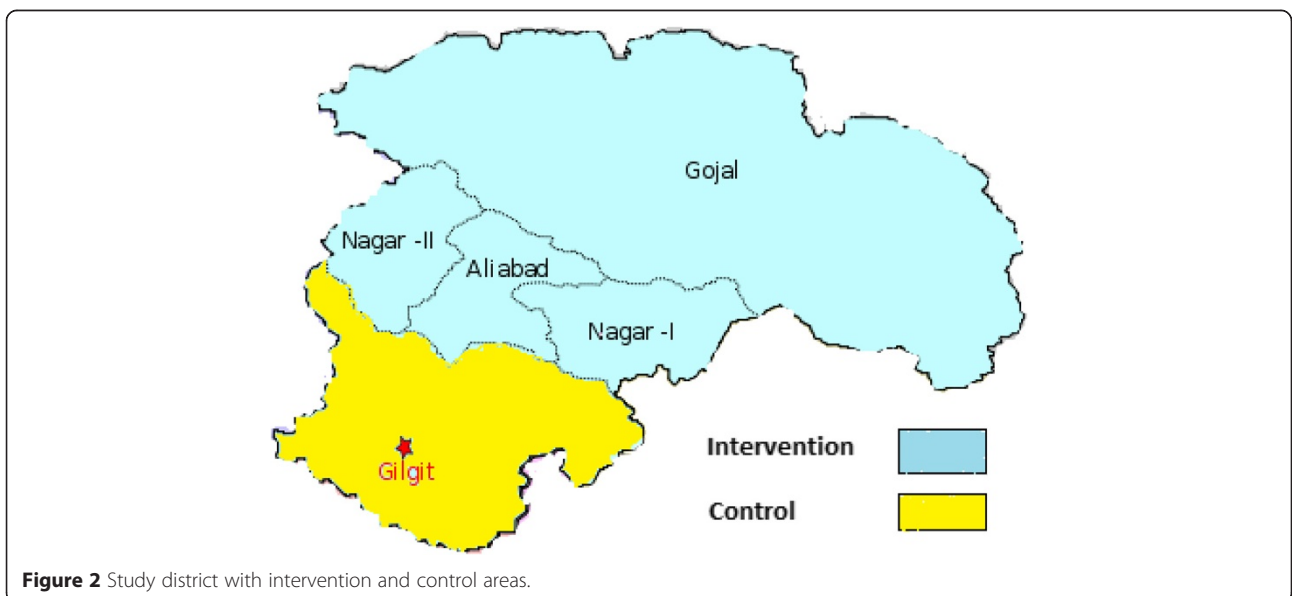 Gojal
Nagar -II
Aliabad
Nagar -I
Intervention
Gilgit
Control
Figure 2 Study district with intervention and control areas.